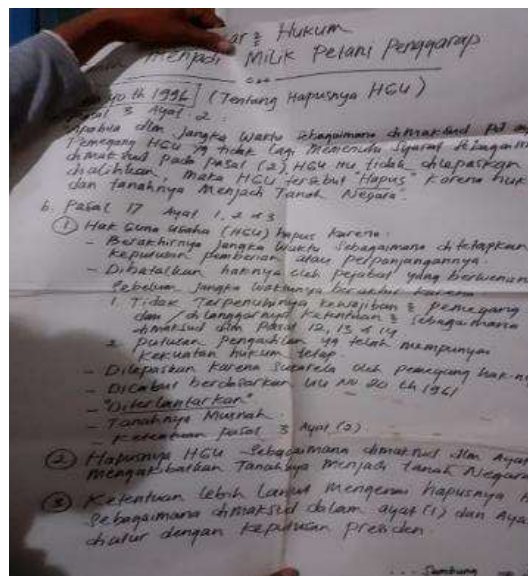 Hukum
Menjadi Milik Petani Penggarap
th 1996 (Tentang Hapusnya HGU)
Pasal 3 Ayat 2:
Apabila dlm jangka waktu sebagaimana dimaksud
Pemegang HGU yg tidak lagi memenuhi syarat sebagaim
dimaksud pada pasal (2), HGU itu tidak dilepaskan
dialihkan, maka HGU tersebut "Hapus" karena huk
dan tanahnya Menjadi Tanah Negara".
b. Pasal 17 Ayat 1, 2 & 3
① Hak Guna Usaha (HGU) hapus karena:
- Berakhirnya jangka waktu sebagaimana ditetapkan
keputusan pemberian atau perpanjangannya.
- Dibatalkan haknya oleh pejabat yang berwenan
Sebelum jangka waktunya berakhir karena
1. Tidak Terpenuhinya kewajiban² pemegang
dan/dilanggarnya ketentuan² sebagaimana
dimaksud dlm Pasal 12, 13 & 14
2. putusan pengadilan yg telah mempunyai
kekuatan hukum tetap.
- Dilepaskan karena sukarela oleh pemegang hak
- Dicabut berdasarkan UU No 20 th 1961
- "Diterlantarkan"
- Tanahnya Musnah.
- Ketentuan pasal 3 Ayat (2).
② Hapusnya HGU sebagaimana dimaksud dlm Ayat
mengakibatkan Tanahnya menjadi tanah Negara
③ Ketentuan lebih Lanjut mengenai hapusnya
Sebagaimana dimaksud dalam ayat (1) dan Aya
diatur dengan keputusan presiden.
... Sambung